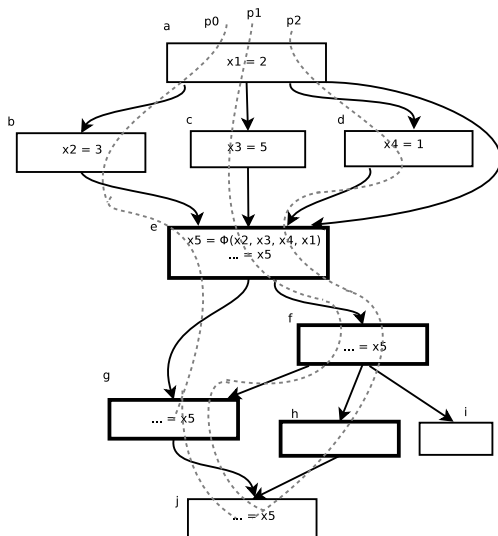 p0 p1 p2
a
x1 = 2
b c d
x2 = 3 x3 = 5 x4 = 1
e
x5 = Φ(x2, x3, x4, x1)
... = x5
f
... = x5
g h i
... = x5
j
... = x5